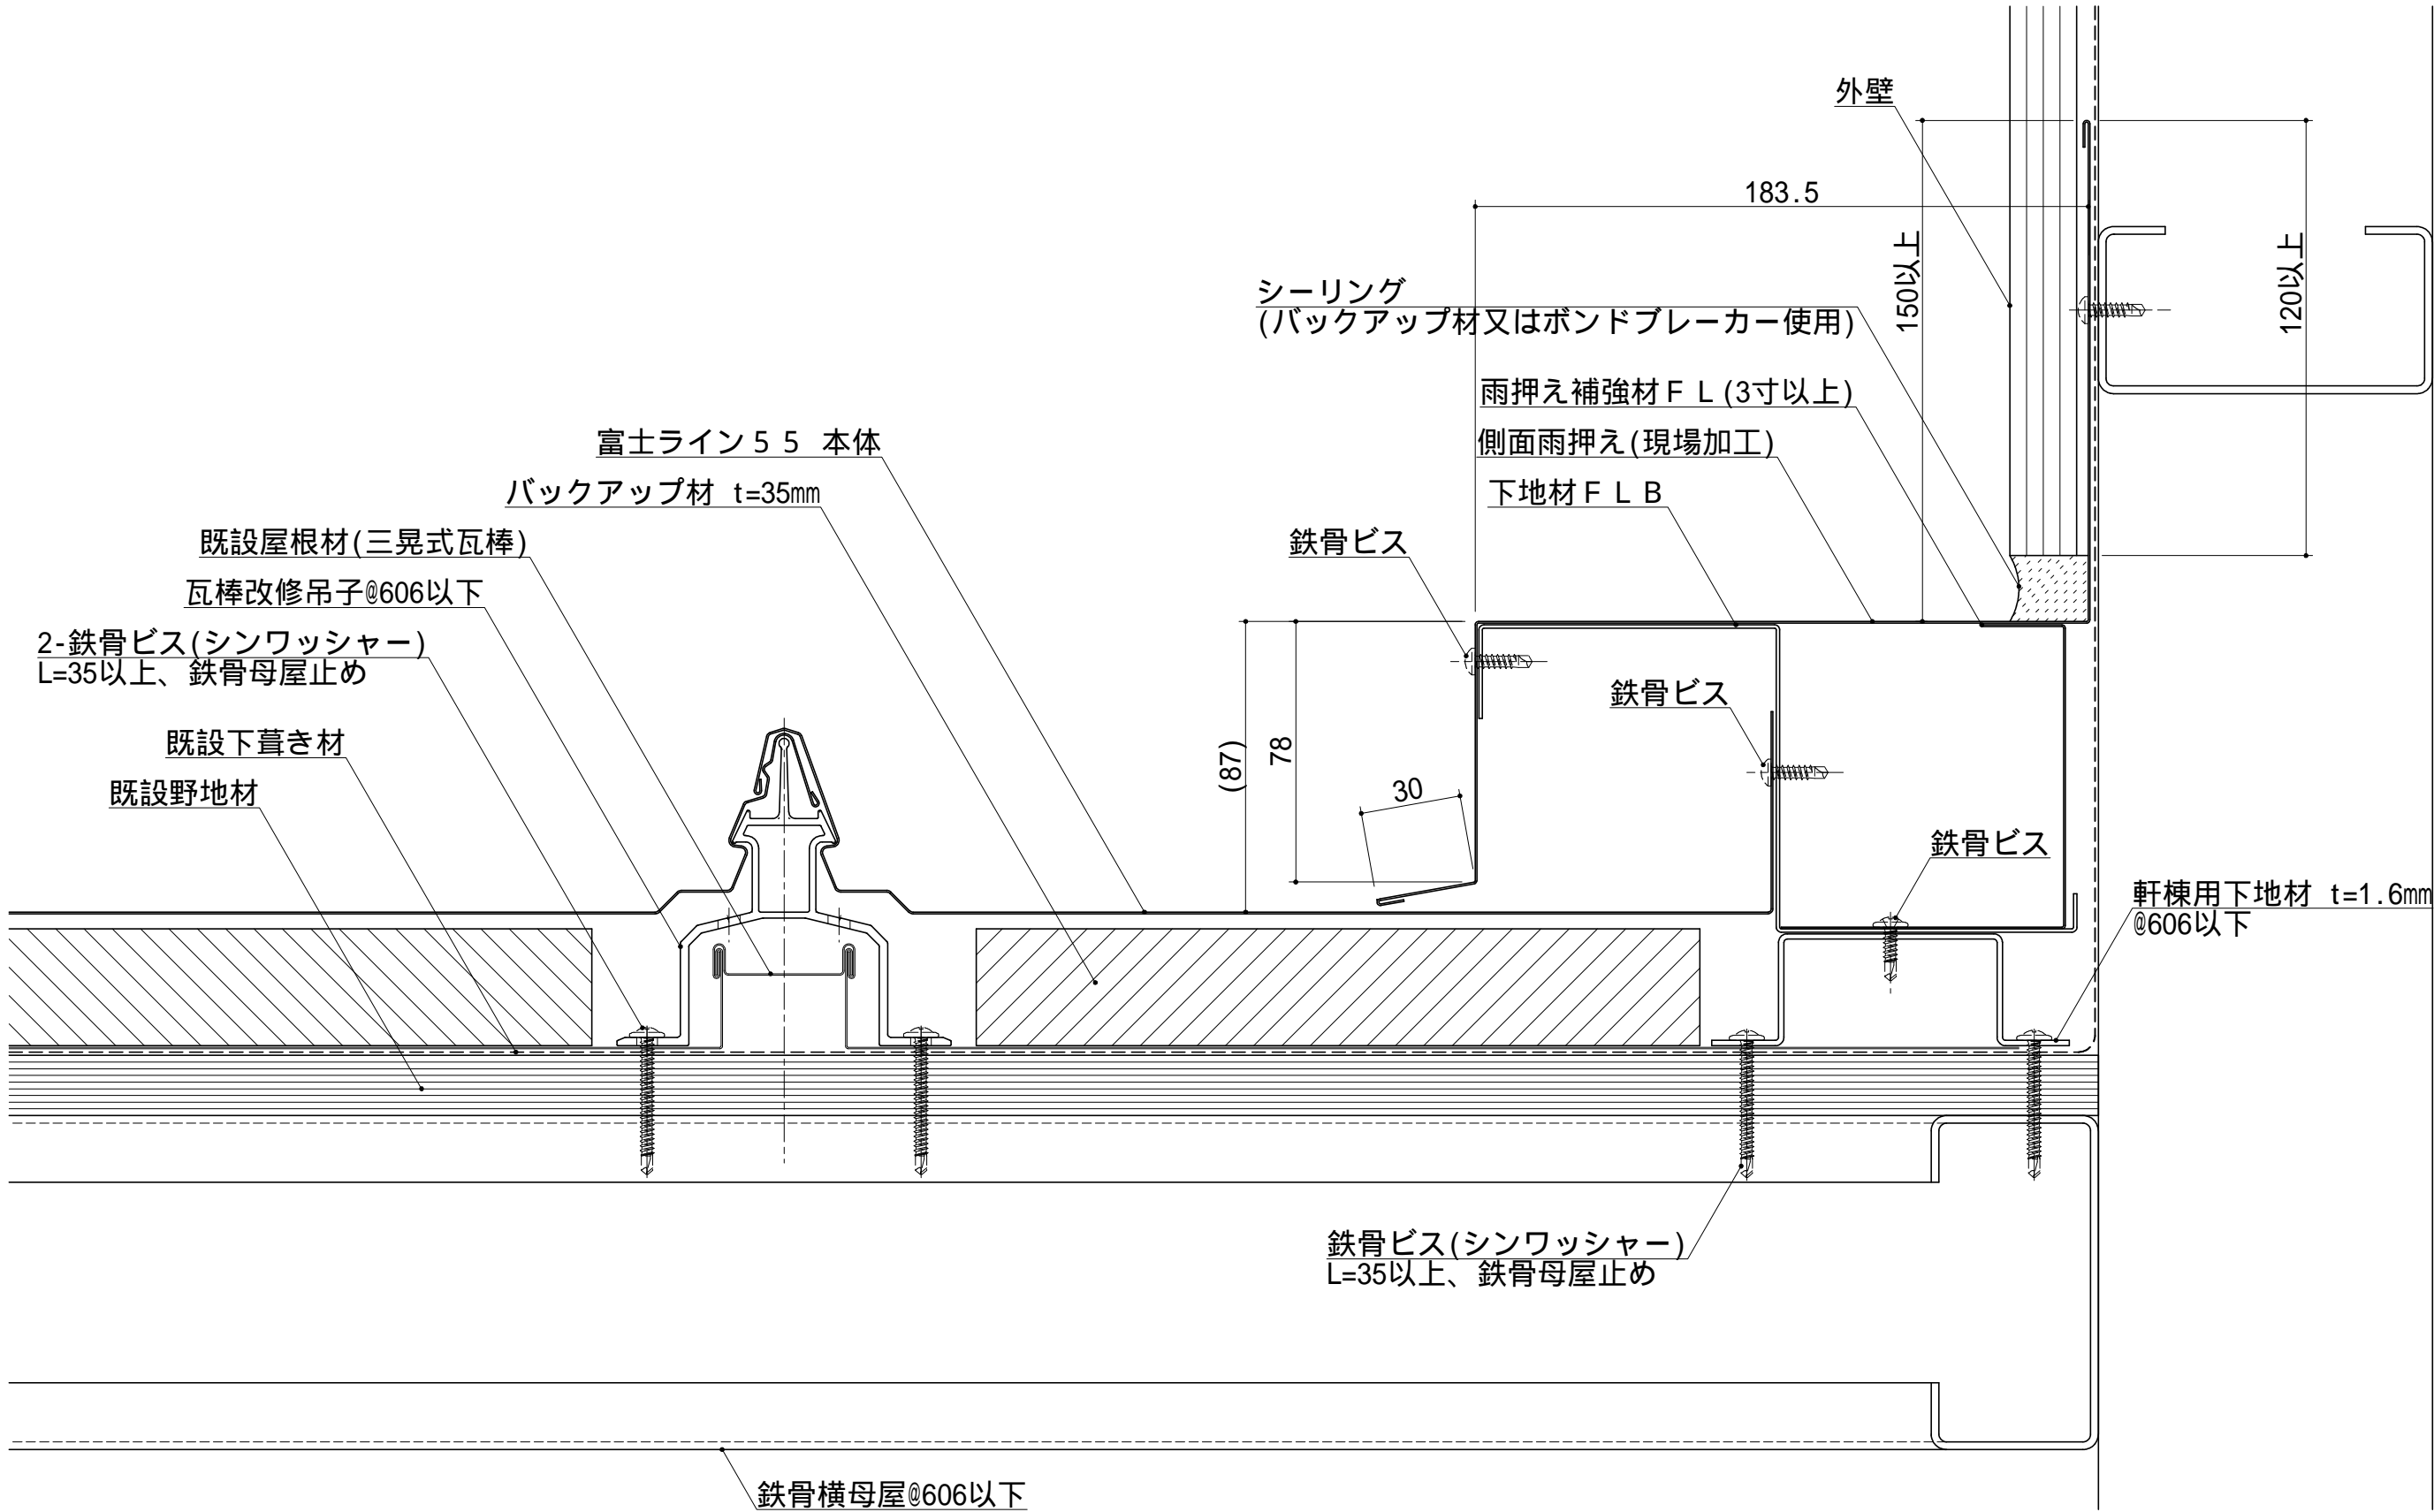 外壁
183.5
150以上
120以上
シーリング
(バックアップ材又はボンドブレーカー使用)
雨押え補強材ＦＬ(3寸以上)
富士ライン５５ 本体
側面雨押え(現場加工)
バックアップ材 t=35㎜
下地材ＦＬＢ
既設屋根材(三晃式瓦棒)
鉄骨ビス
瓦棒改修吊子@606以下
2-鉄骨ビス(シンワッシャー)
L=35以上、鉄骨母屋止め
鉄骨ビス
既設下葺き材
(87)
78
既設野地材
30
鉄骨ビス
軒棟用下地材 t=1.6㎜
@606以下
鉄骨ビス(シンワッシャー)
L=35以上、鉄骨母屋止め
鉄骨横母屋@606以下